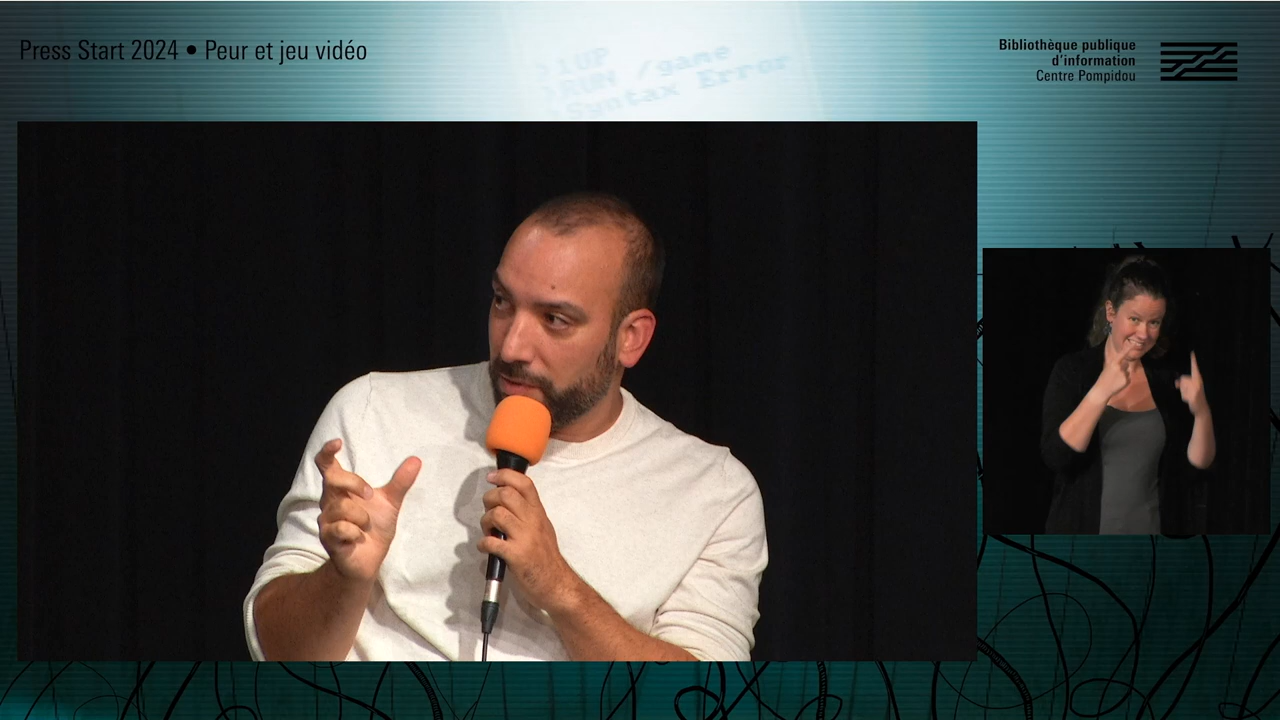 Press Start 2024 • Peur et jeu vidéo
Bibliothèque publique
d'information
Centre Pompidou
1UP
RUN /game
Syntax Error